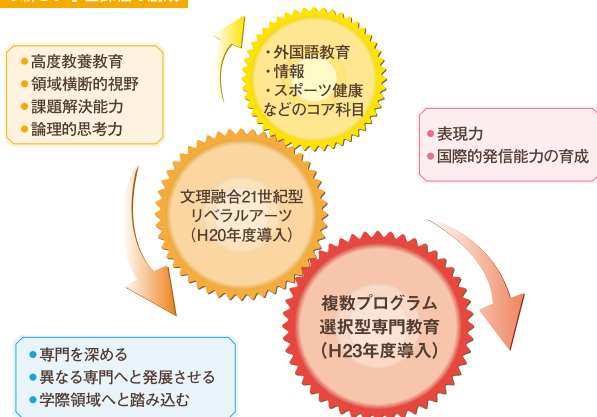 ・外国語教育
・情報
・スポーツ健康
などのコア科目
●高度教養教育
●領域横断的視野
●課題解決能力
●論理的思考力
●表現力
●国際的発信能力の育成
文理融合21世紀型
リベラルアーツ
（H20年度導入）
複数プログラム
選択型専門教育
（H23年度導入）
●専門を深める
●異なる専門へと発展させる
●学際領域へと踏み込む